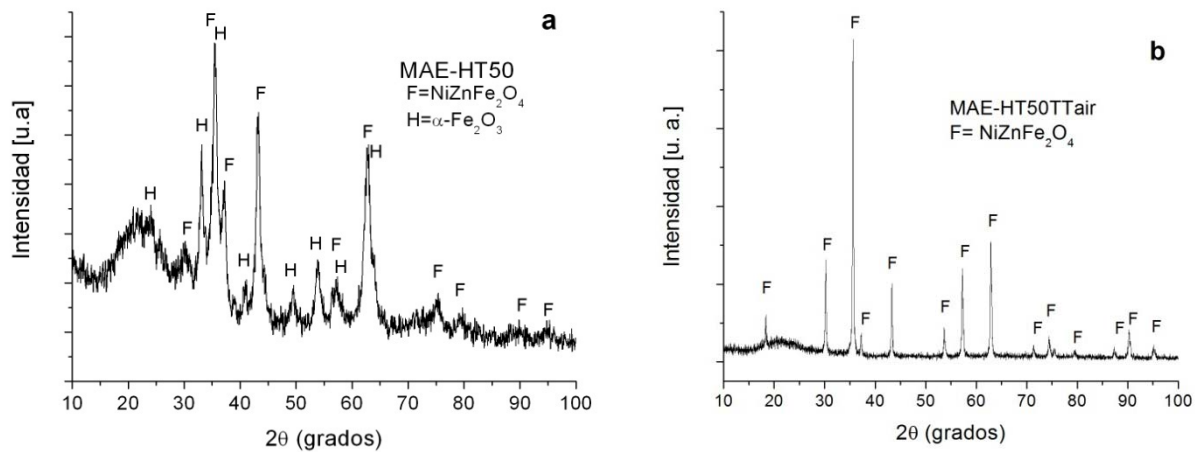 a
MAE-HT50
F=NiZnFe₂O₄
H=α-Fe₂O₃
F
H
H
F
F
H
F
H
F
H
H
F
H
F
H
F
F
F
F
Intensidad [u.a]
10 20 30 40 50 60 70 80 90 100
2θ (grados)
b
MAE-HT50TTair
F= NiZnFe₂O₄
F
F
F
F
F
F
F
F
F
F
F
F
F
F
Intensidad [u. a.]
10 20 30 40 50 60 70 80 90 100
2θ (grados)